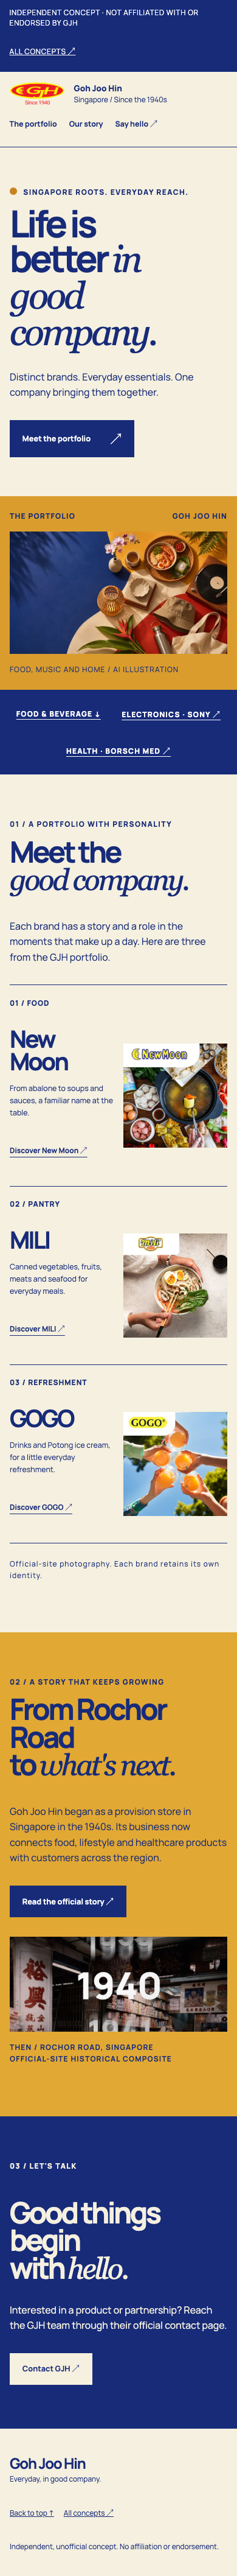 INDEPENDENT CONCEPT · NOT AFFILIATED WITH OR
ENDORSED BY GJH
ALL CONCEPTS ↗
GH
Since 1940
Goh Joo Hin
Singapore / Since the 1940s
The portfolio Our story Say hello ↗
SINGAPORE ROOTS. EVERYDAY REACH.
Life is
better in
good
company.
Distinct brands. Everyday essentials. One
company bringing them together.
Meet the portfolio ↗
THE PORTFOLIO GOH JOO HIN
FOOD, MUSIC AND HOME / AI ILLUSTRATION
FOOD & BEVERAGE ↓ ELECTRONICS · SONY ↗
HEALTH · BORSCH MED ↗
01 / A PORTFOLIO WITH PERSONALITY
Meet the
good company.
Each brand has a story and a role in the
moments that make up a day. Here are three
from the GJH portfolio.
01 / FOOD
New
Moon
From abalone to soups and
sauces, a familiar name at the
table.
Discover New Moon ↗
New Moon
02 / PANTRY
MILI
Canned vegetables, fruits,
meats and seafood for
everyday meals.
Discover MILI ↗
03 / REFRESHMENT
GOGO
Drinks and Potong ice cream,
for a little everyday
refreshment.
Discover GOGO ↗
GOGO
Official-site photography. Each brand retains its own
identity.
02 / A STORY THAT KEEPS GROWING
From Rochor
Road
to what's next.
Goh Joo Hin began as a provision store in
Singapore in the 1940s. Its business now
connects food, lifestyle and healthcare products
with customers across the region.
Read the official story ↗
裕興
1940
THEN / ROCHOR ROAD, SINGAPORE
OFFICIAL-SITE HISTORICAL COMPOSITE
03 / LET'S TALK
Good things
begin
with hello.
Interested in a product or partnership? Reach
the GJH team through their official contact page.
Contact GJH ↗
Goh Joo Hin
Everyday, in good company.
Back to top ↑ All concepts ↗
Independent, unofficial concept. No affiliation or endorsement.